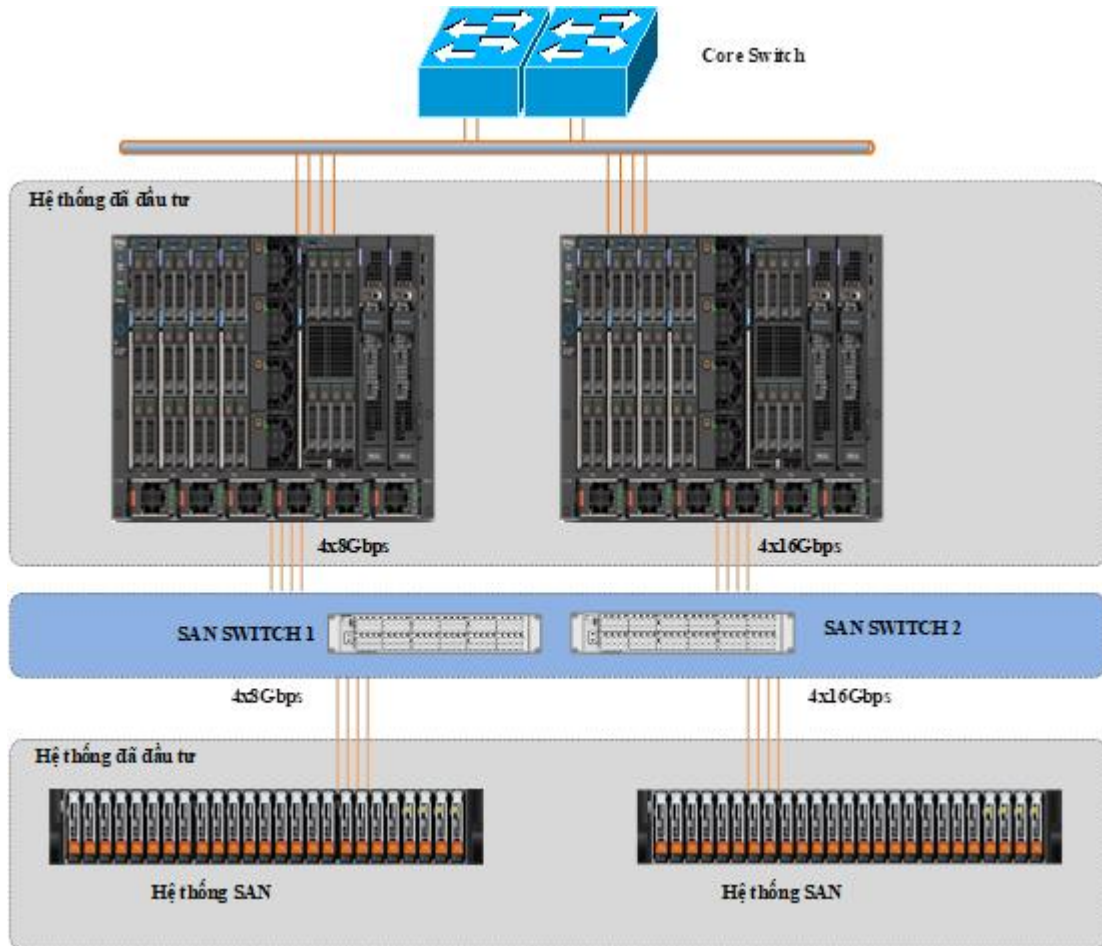 Core Switch
Hệ thống đã đầu tư
4x8Gbps
4x16Gbps
SAN SWITCH 1
SAN SWITCH 2
4x8Gbps
4x16Gbps
Hệ thống đã đầu tư
Hệ thống SAN
Hệ thống SAN